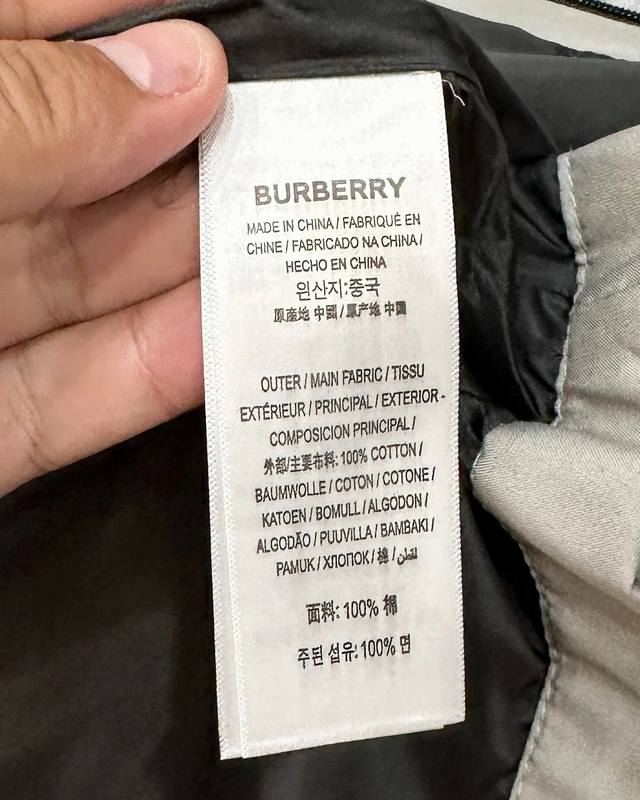 BURBERRY
MADE IN CHINA / FABRIQUÉ EN
CHINE / FABRICADO NA CHINA /
HECHO EN CHINA
원산지:중국
原産地 中國 / 原产地 中国
OUTER / MAIN FABRIC / TISSU
EXTÉRIEUR / PRINCIPAL / EXTERIOR -
COMPOSICION PRINCIPAL /
外部/主要布料: 100% COTTON /
BAUMWOLLE / COTON / COTONE /
KATOEN / BOMULL / ALGODON /
ALGODÃO / PUUVILLA / BAMBAKI /
PAMUK / ХЛОПОК / 棉 /
面料: 100% 棉
주된 섬유:100% 면